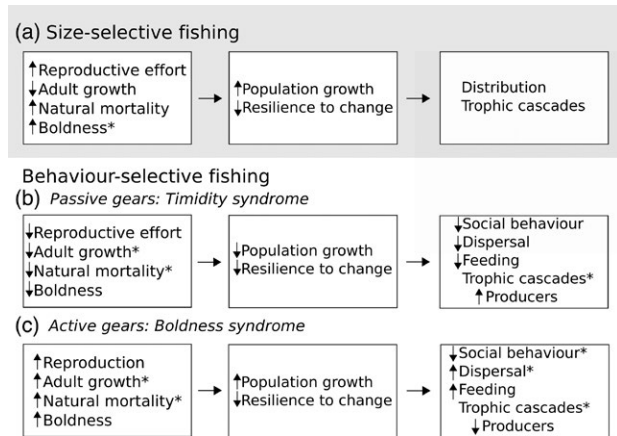 (a) Size-selective fishing
↑Reproductive effort
↓Adult growth
↑Natural mortality
↑Boldness*
↑Population growth
↓Resilience to change
Distribution
Trophic cascades
Behaviour-selective fishing
(b) Passive gears: Timidity syndrome
↓Reproductive effort
↓Adult growth*
↓Natural mortality*
↓Boldness
↓Population growth
↓Resilience to change
↓Social behaviour
↓Dispersal
↓Feeding
Trophic cascades*
↑Producers
(c) Active gears: Boldness syndrome
↑Reproduction
↑Adult growth*
↑Natural mortality*
↑Boldness
↑Population growth
↓Resilience to change
↓Social behaviour*
↑Dispersal*
↑Feeding
Trophic cascades*
↓Producers